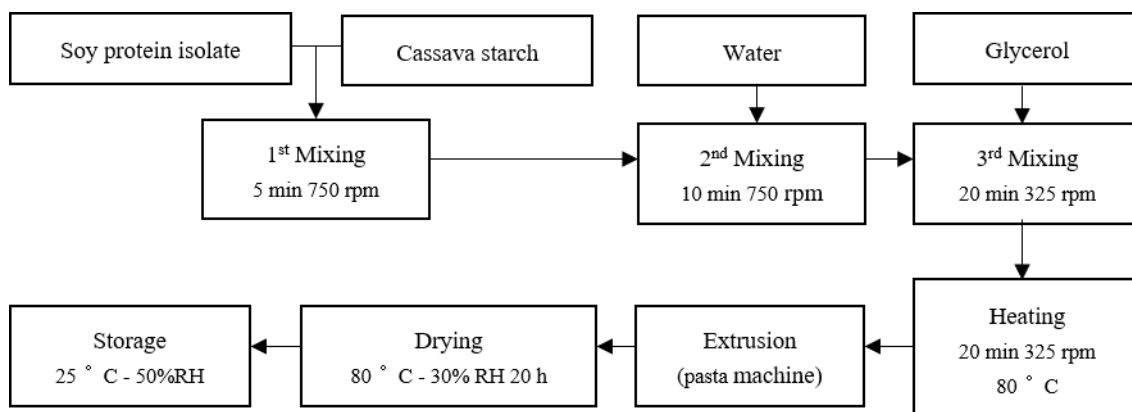 Soy protein isolate
Cassava starch
Water
Glycerol
1st Mixing
5 min 750 rpm
2nd Mixing
10 min 750 rpm
3rd Mixing
20 min 325 rpm
Heating
20 min 325 rpm
80 ° C
Extrusion
(pasta machine)
Drying
80 ° C - 30% RH 20 h
Storage
25 ° C - 50%RH